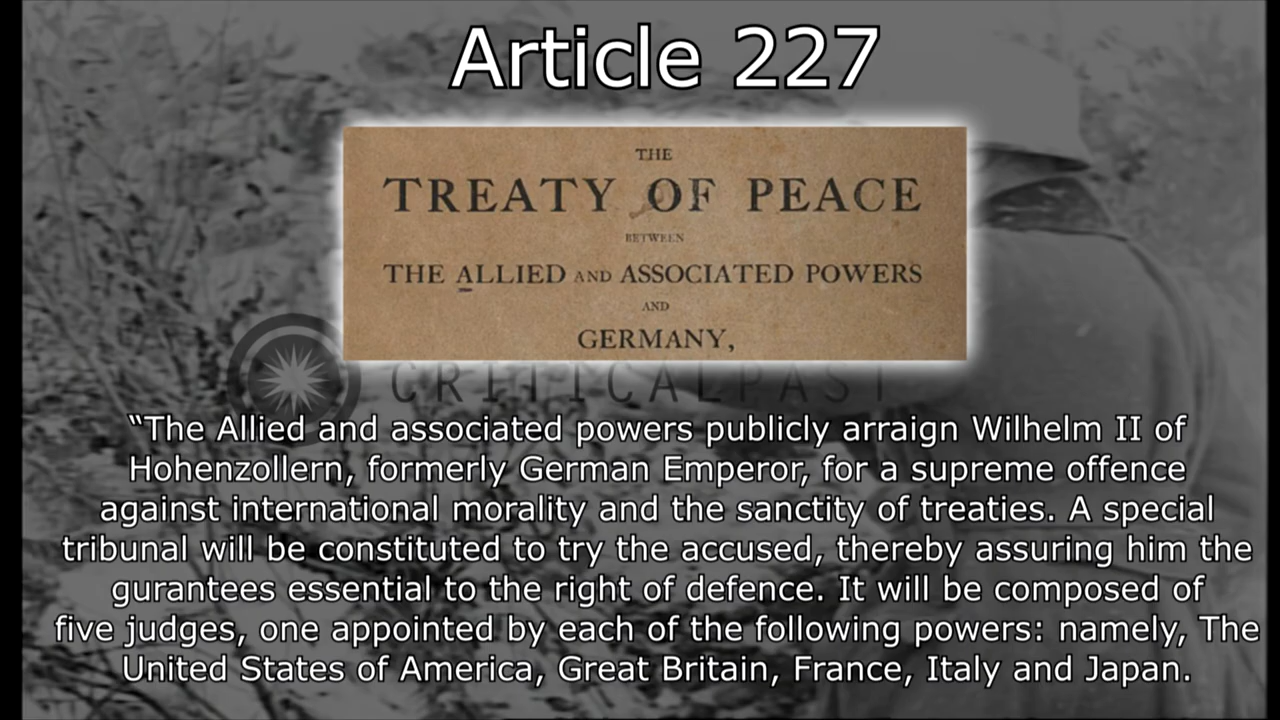 Article 227
THE
TREATY OF PEACE
BETWEEN
THE ALLIED AND ASSOCIATED POWERS
AND
GERMANY,
CRITICALPAST
“The Allied and associated powers publicly arraign Wilhelm II of
Hohenzollern, formerly German Emperor, for a supreme offence
against international morality and the sanctity of treaties. A special
tribunal will be constituted to try the accused, thereby assuring him the
gurantees essential to the right of defence. It will be composed of
five judges, one appointed by each of the following powers: namely, The
United States of America, Great Britain, France, Italy and Japan.